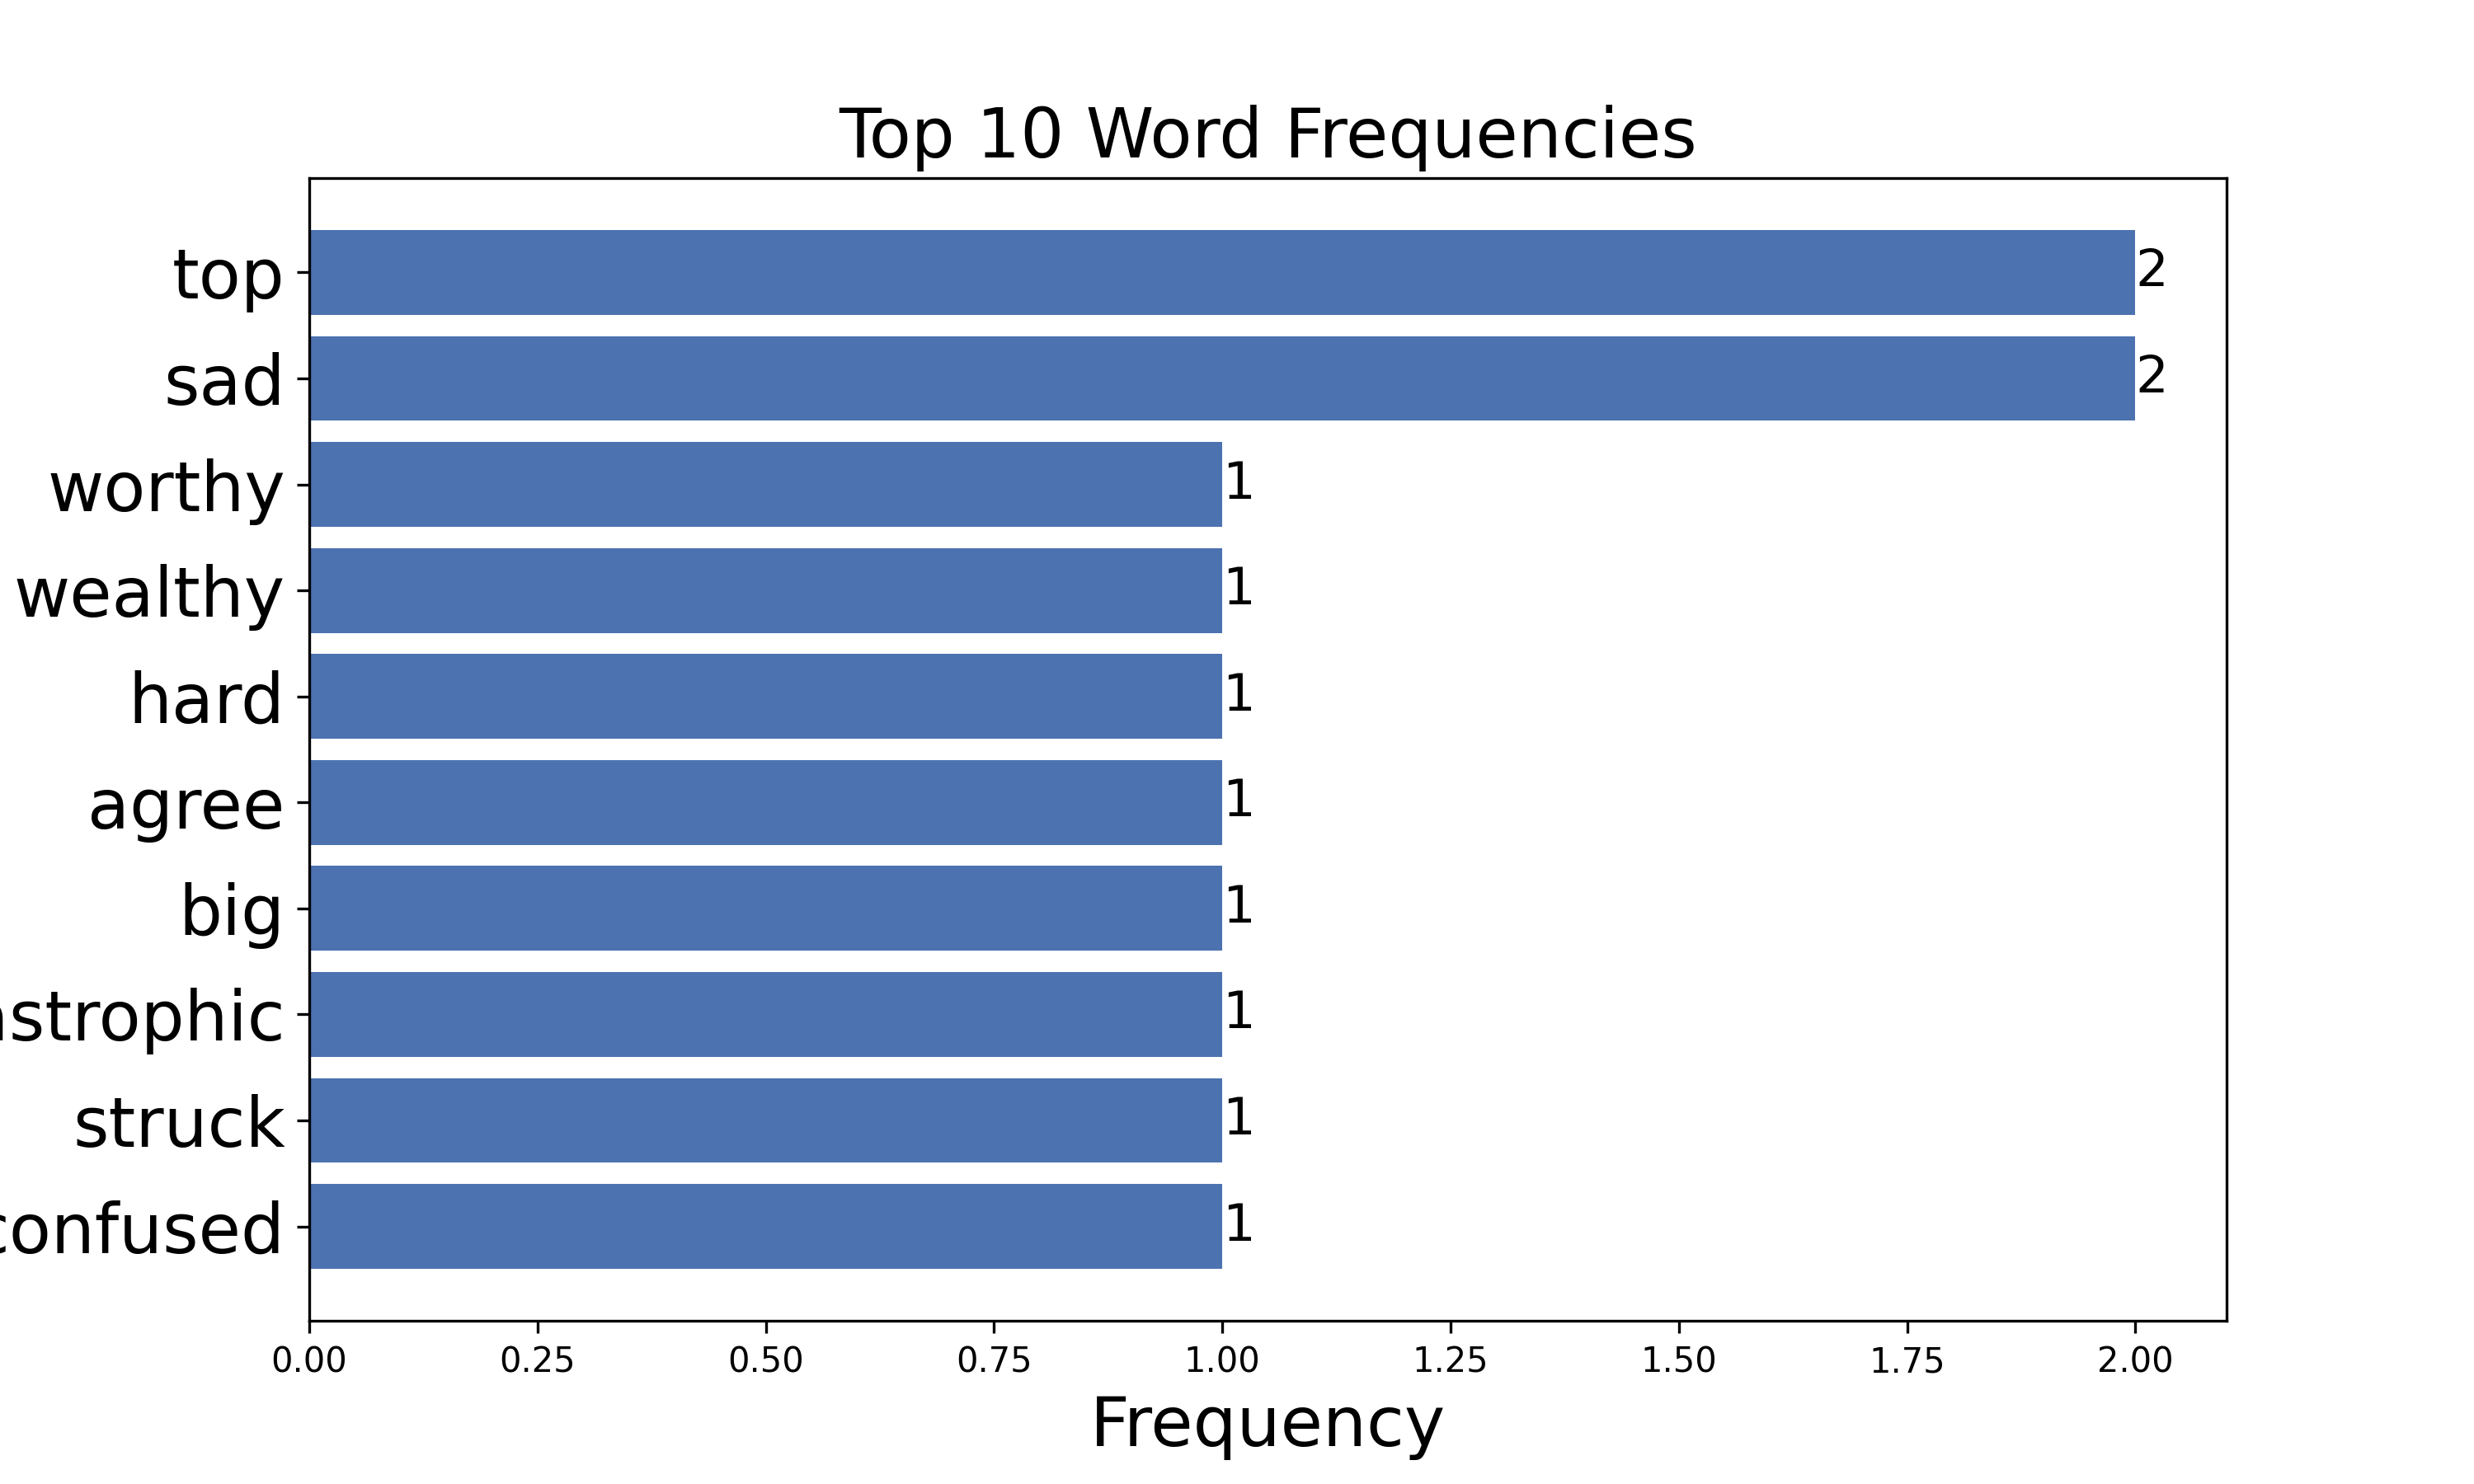 Top 10 Word Frequencies
top 2
sad 2
worthy 1
wealthy 1
hard 1
agree 1
big 1
astrophic 1
struck 1
confused 1
0.00 0.25 0.50 0.75 1.00 1.25 1.50 1.75 2.00
Frequency